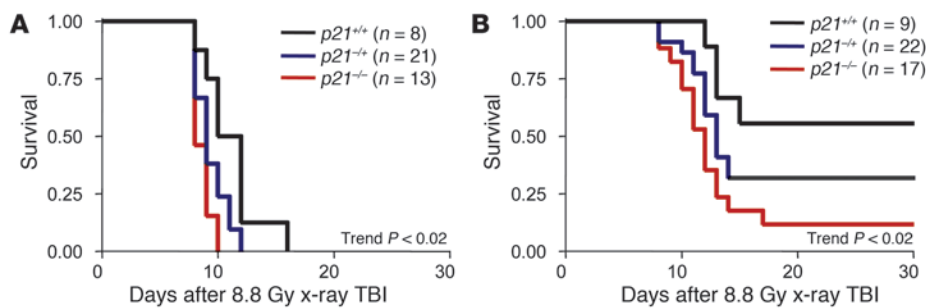 A
Survival
1.00
0.75
0.50
0.25
0.00
p21+/+ (n = 8)
p21−/+ (n = 21)
p21−/− (n = 13)
Trend P < 0.02
0 10 20 30
Days after 8.8 Gy x-ray TBI
B
Survival
1.00
0.75
0.50
0.25
0.00
p21+/+ (n = 9)
p21−/+ (n = 22)
p21−/− (n = 17)
Trend P < 0.02
0 10 20 30
Days after 8.8 Gy x-ray TBI